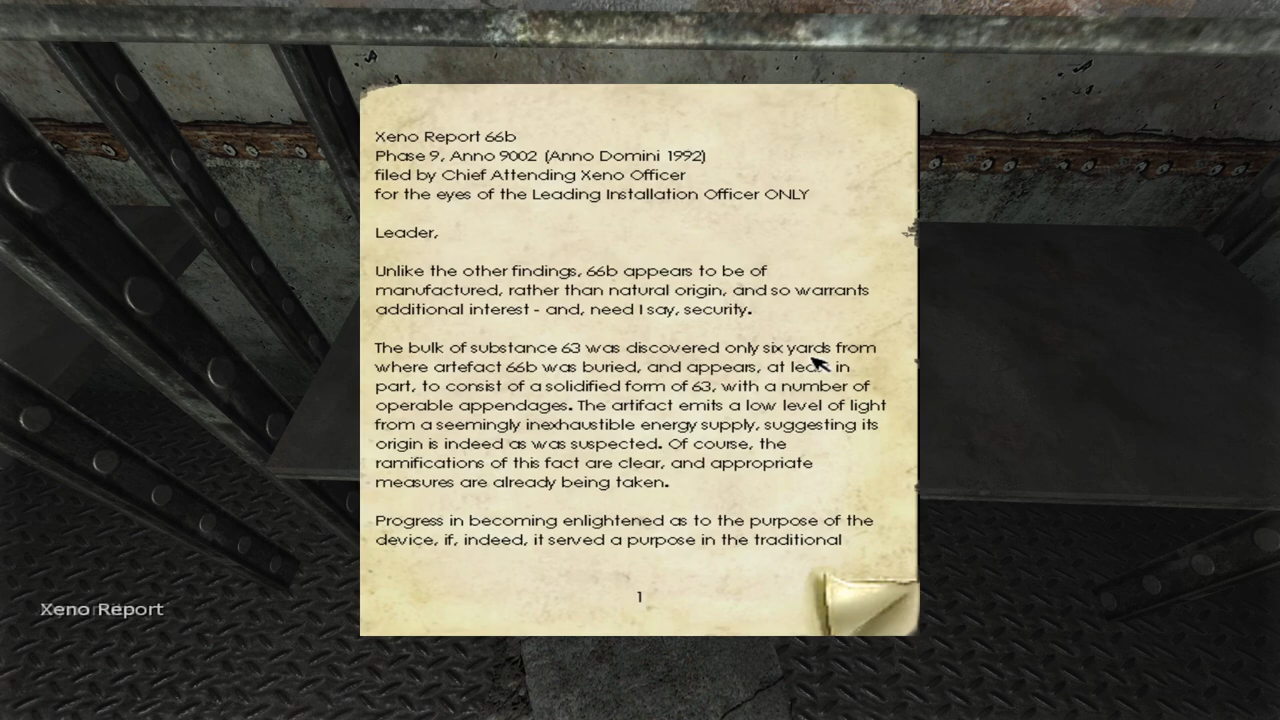 Xeno Report 66b
Phase 9, Anno 9002 (Anno Domini 1992)
filed by Chief Attending Xeno Officer
for the eyes of the Leading Installation Officer ONLY
Leader,
Unlike the other findings, 66b appears to be of
manufactured, rather than natural origin, and so warrants
additional interest - and, need I say, security.
The bulk of substance 63 was discovered only six yards from
where artefact 66b was buried, and appears, at least in
part, to consist of a solidified form of 63, with a number of
operable appendages. The artifact emits a low level of light
from a seemingly inexhaustible energy supply, suggesting its
origin is indeed as was suspected. Of course, the
ramifications of this fact are clear, and appropriate
measures are already being taken.
Progress in becoming enlightened as to the purpose of the
device, if, indeed, it served a purpose in the traditional
1
Xeno Report